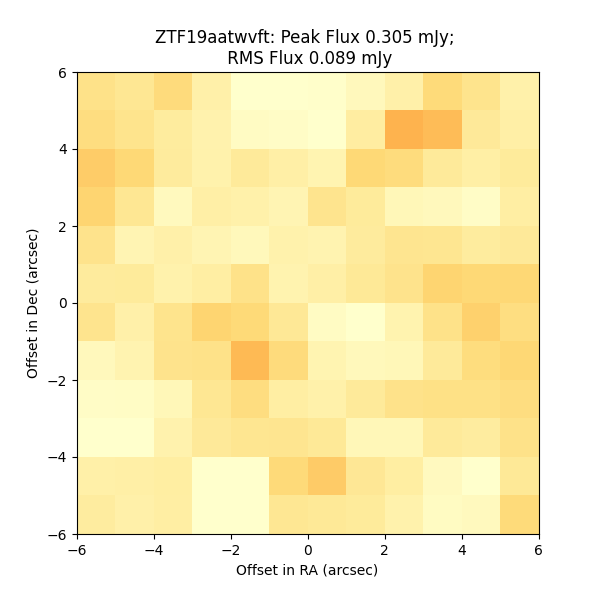 ZTF19aatwvft: Peak Flux 0.305 mJy;
RMS Flux 0.089 mJy
6
4
2
0
−2
−4
−6
Offset in Dec (arcsec)
−6 −4 −2 0 2 4 6
Offset in RA (arcsec)